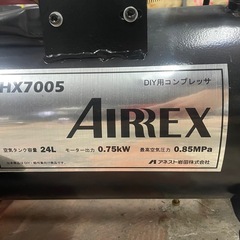 HX7005
DIY用コンプレッサ
AIRREX
空気タンク容量 24L モーター出力 0.75kW 最高空気圧力 0.85MPa
アネスト岩田株式会社